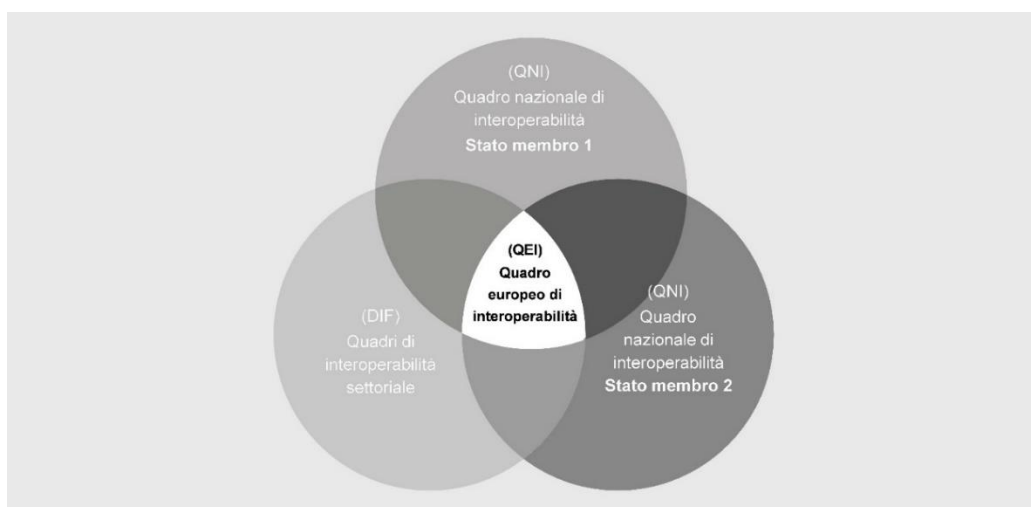 (QNI)
Quadro nazionale di
interoperabilità
Stato membro 1
(QEI)
Quadro
europeo di
interoperabilità
(DIF)
Quadri di
interoperabilità
settoriale
(QNI)
Quadro
nazionale di
interoperabilità
Stato membro 2